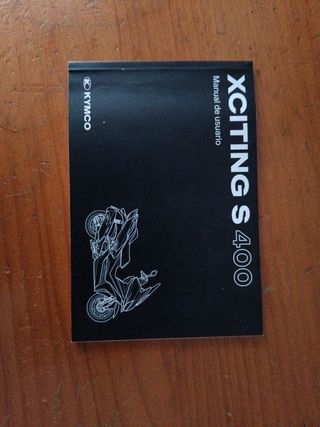 XCITING S 400
Manual de usuario
KYMCO